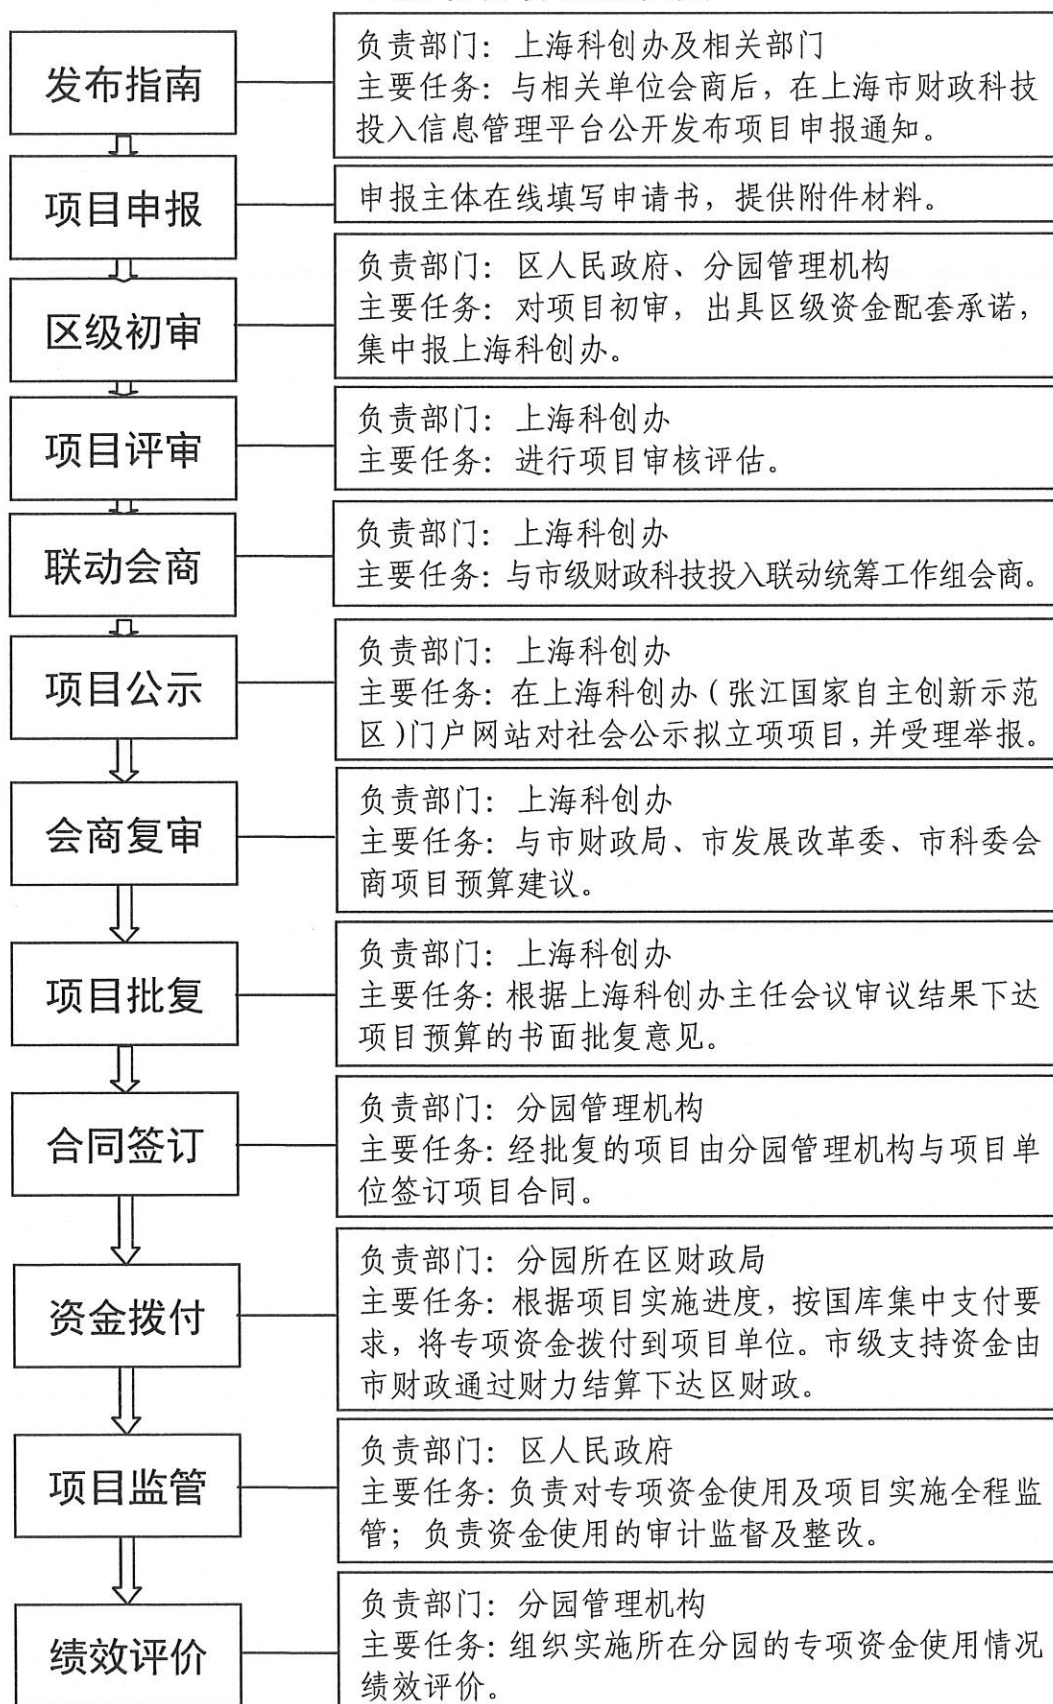 发布指南
负责部门：上海科创办及相关部门
主要任务：与相关单位会商后，在上海市财政科技
投入信息管理平台公开发布项目申报通知。
项目申报
申报主体在线填写申请书，提供附件材料。
区级初审
负责部门：区人民政府、分园管理机构
主要任务：对项目初审，出具区级资金配套承诺，
集中报上海科创办。
项目评审
负责部门：上海科创办
主要任务：进行项目审核评估。
联动会商
负责部门：上海科创办
主要任务：与市级财政科技投入联动统筹工作组会商。
项目公示
负责部门：上海科创办
主要任务：在上海科创办（张江国家自主创新示范
区）门户网站对社会公示拟立项项目，并受理举报。
会商复审
负责部门：上海科创办
主要任务：与市财政局、市发展改革委、市科委会
商项目预算建议。
项目批复
负责部门：上海科创办
主要任务：根据上海科创办主任会议审议结果下达
项目预算的书面批复意见。
合同签订
负责部门：分园管理机构
主要任务：经批复的项目由分园管理机构与项目单
位签订项目合同。
资金拨付
负责部门：分园所在区财政局
主要任务：根据项目实施进度，按国库集中支付要
求，将专项资金拨付到项目单位。市级支持资金由
市财政通过财力结算下达区财政。
项目监管
负责部门：区人民政府
主要任务：负责对专项资金使用及项目实施全程监
管；负责资金使用的审计监督及整改。
绩效评价
负责部门：分园管理机构
主要任务：组织实施所在分园的专项资金使用情况
绩效评价。